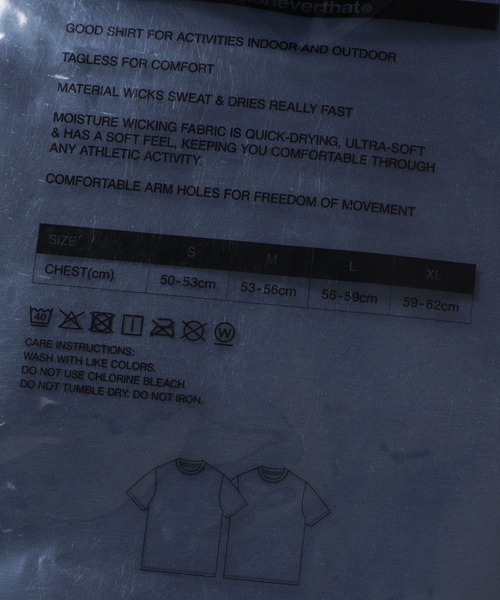 GOOD SHIRT FOR ACTIVITIES INDOOR AND OUTDOOR
TAGLESS FOR COMFORT
MATERIAL WICKS SWEAT & DRIES REALLY FAST
MOISTURE WICKING FABRIC IS QUICK-DRYING, ULTRA-SOFT
& HAS A SOFT FEEL, KEEPING YOU COMFORTABLE THROUGH
ANY ATHLETIC ACTIVITY.
COMFORTABLE ARM HOLES FOR FREEDOM OF MOVEMENT
SIZE S M L XL
CHEST(cm) 50-53cm 53-56cm 56-59cm 59-62cm
40 W
CARE INSTRUCTIONS:
WASH WITH LIKE COLORS.
DO NOT USE CHLORINE BLEACH
DO NOT TUMBLE DRY. DO NOT IRON.